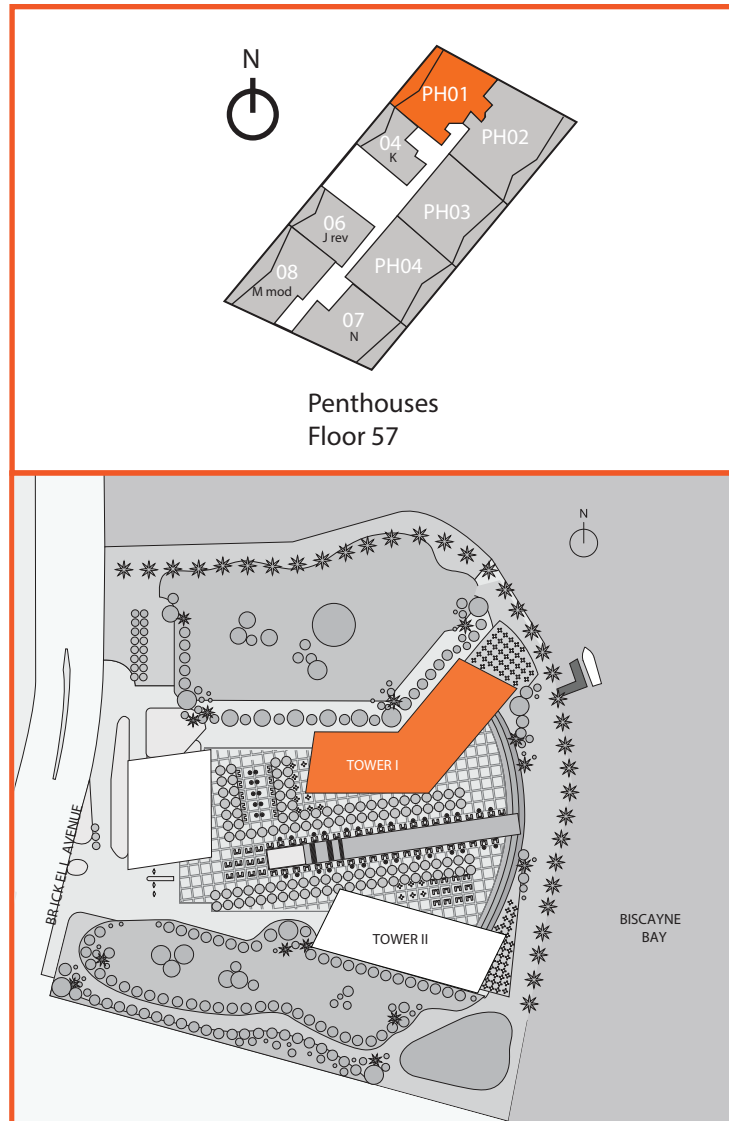 N
PH01
PH02
04
K
PH03
06
J rev
PH04
08
M mod
07
N
Penthouses
Floor 57
N
TOWER I
BRICKELL AVENUE
TOWER II
BISCAYNE
BAY